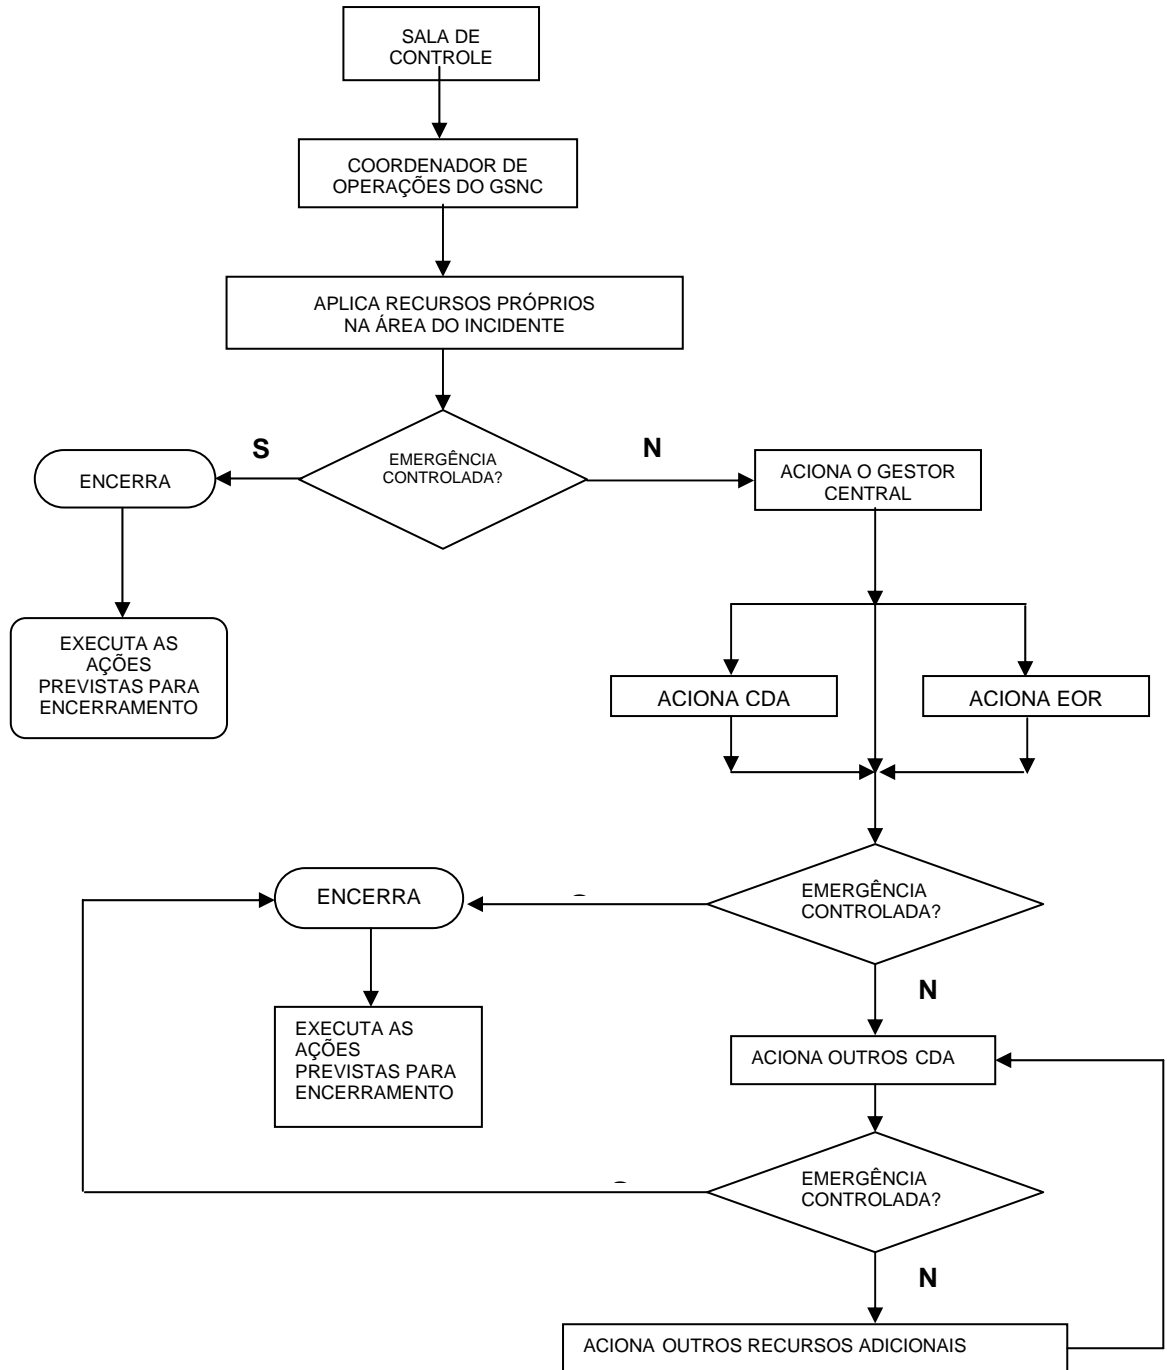 SALA DE
CONTROLE
COORDENADOR DE
OPERAÇÕES DO GSNC
APLICA RECURSOS PRÓPRIOS
NA ÁREA DO INCIDENTE
EMERGÊNCIA
CONTROLADA?
S
N
ENCERRA
ACIONA O GESTOR
CENTRAL
EXECUTA AS
AÇÕES
PREVISTAS PARA
ENCERRAMENTO
ACIONA CDA
ACIONA EOR
ENCERRA
EMERGÊNCIA
CONTROLADA?
N
EXECUTA AS
AÇÕES
PREVISTAS PARA
ENCERRAMENTO
ACIONA OUTROS CDA
EMERGÊNCIA
CONTROLADA?
N
ACIONA OUTROS RECURSOS ADICIONAIS